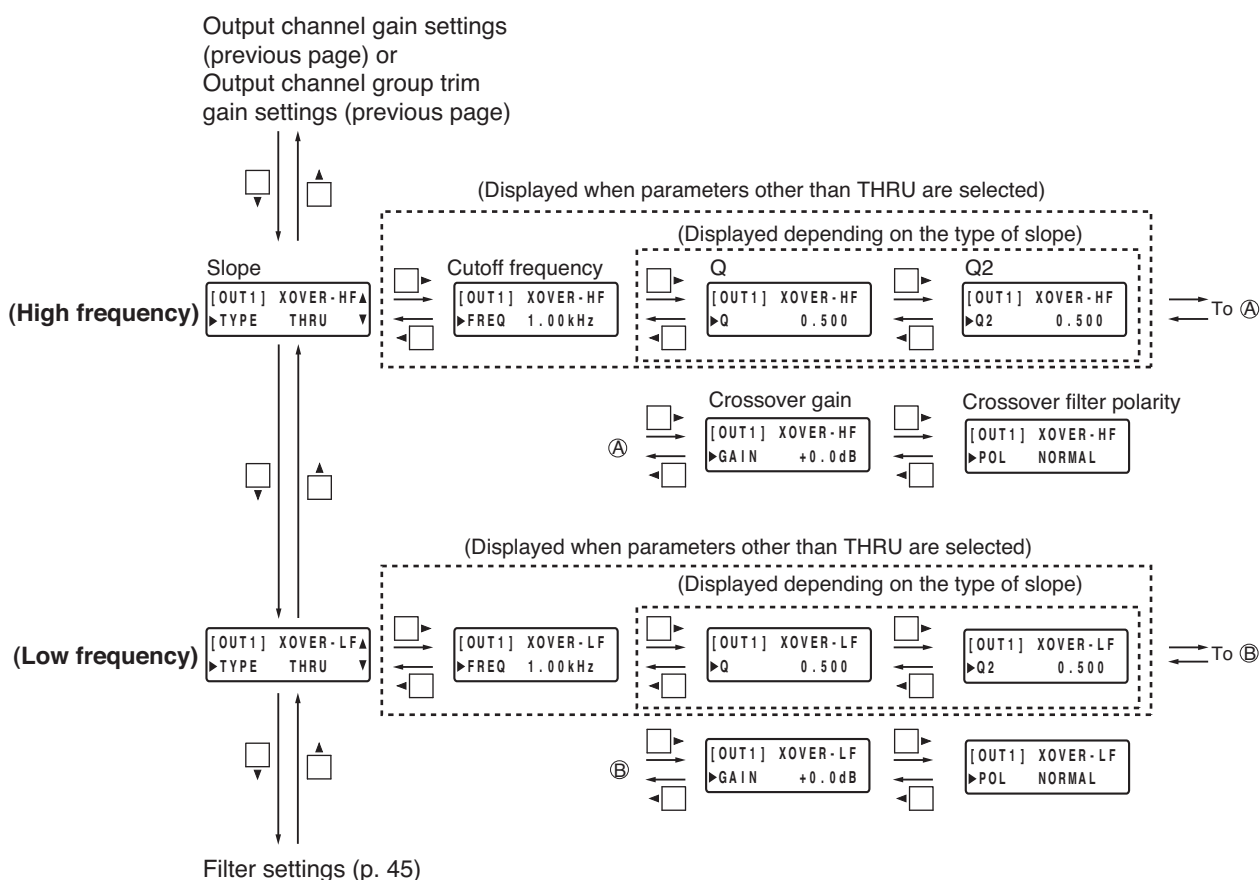 Output channel gain settings
(previous page) or
Output channel group trim
gain settings (previous page)
(Displayed when parameters other than THRU are selected)
(Displayed depending on the type of slope)
Slope
Cutoff frequency
Q
Q2
(High frequency)
[OUT1] XOVER-HF
TYPE THRU
[OUT1] XOVER-HF
FREQ 1.00kHz
[OUT1] XOVER-HF
Q 0.500
[OUT1] XOVER-HF
Q2 0.500
To Ⓐ
Crossover gain
Crossover filter polarity
Ⓐ
[OUT1] XOVER-HF
GAIN +0.0dB
[OUT1] XOVER-HF
POL NORMAL
(Displayed when parameters other than THRU are selected)
(Displayed depending on the type of slope)
(Low frequency)
[OUT1] XOVER-LF
TYPE THRU
[OUT1] XOVER-LF
FREQ 1.00kHz
[OUT1] XOVER-LF
Q 0.500
[OUT1] XOVER-LF
Q2 0.500
To Ⓑ
Ⓑ
[OUT1] XOVER-LF
GAIN +0.0dB
[OUT1] XOVER-LF
POL NORMAL
Filter settings (p. 45)